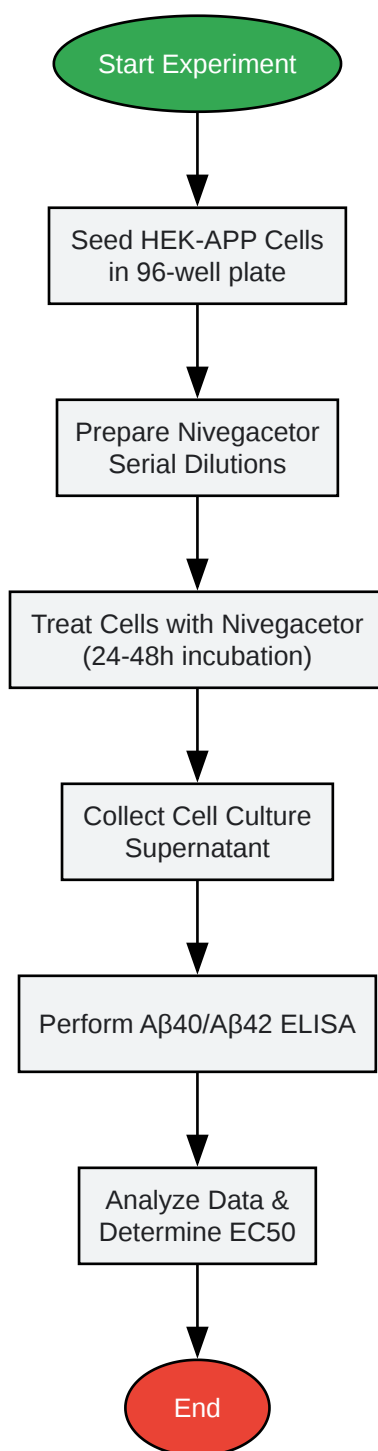 Start Experiment
Seed HEK-APP Cells
in 96-well plate
Prepare Nivegacetor
Serial Dilutions
Treat Cells with Nivegacetor
(24-48h incubation)
Collect Cell Culture
Supernatant
Perform Aβ40/Aβ42 ELISA
Analyze Data &
Determine EC50
End